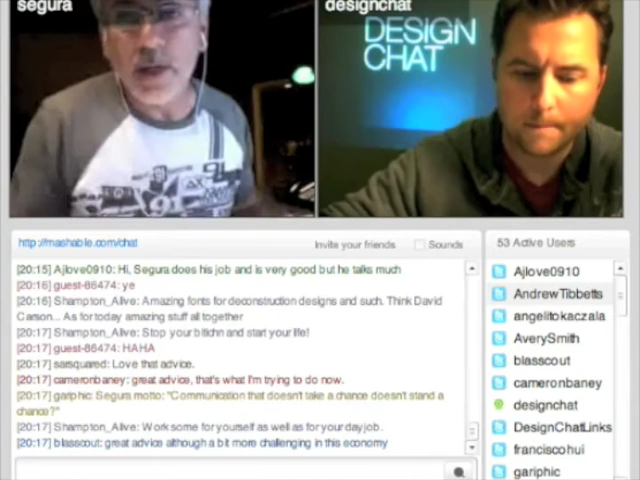 segura
designchat
DESIGN
CHAT
9
http://mashable.com/chat
Invite your friends
Sounds
53 Active Users
[20:15] Ajlove0910: Hi, Segura does his job and is very good but he talks much
[20:16] guest-86474: ye
[20:16] Shampton_Alive: Amazing fonts for deconstruction designs and such. Think David
Carson... As for today amazing stuff all together
[20:17] Shampton_Alive: Stop your bitchn and start your life!
[20:17] guest-86474: HAHA
[20:17] sarsquared: Love that advice.
[20:17] cameronbaney: great advice, that's what I'm trying to do now.
[20:17] gariphic: Segura motto: "Communication that doesn't take a chance doesn't stand a
chance?"
[20:17] Shampton_Alive: Work some for yourself as well as for your day job.
[20:17] blasscout: great advice although a bit more challenging in this economy
Ajlove0910
AndrewTibbetts
angelitokaczala
AverySmith
blasscout
cameronbaney
designchat
DesignChatLinks
franciscohui
gariphic